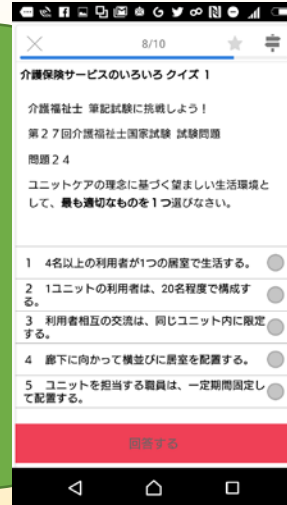 8/10
介護保険サービスのいろいろ クイズ 1
介護福祉士 筆記試験に挑戦しよう！
第27回介護福祉士国家試験 試験問題
問題24
ユニットケアの理念に基づく望ましい生活環境と
して、最も適切なものを1つ選びなさい。
1 4名以上の利用者が1つの居室で生活する。
2 1ユニットの利用者は、20名程度で構成す
る。
3 利用者相互の交流は、同じユニット内に限定
する。
4 廊下に向かって横並びに居室を配置する。
5 ユニットを担当する職員は、一定期間固定し
て配置する。
回答する